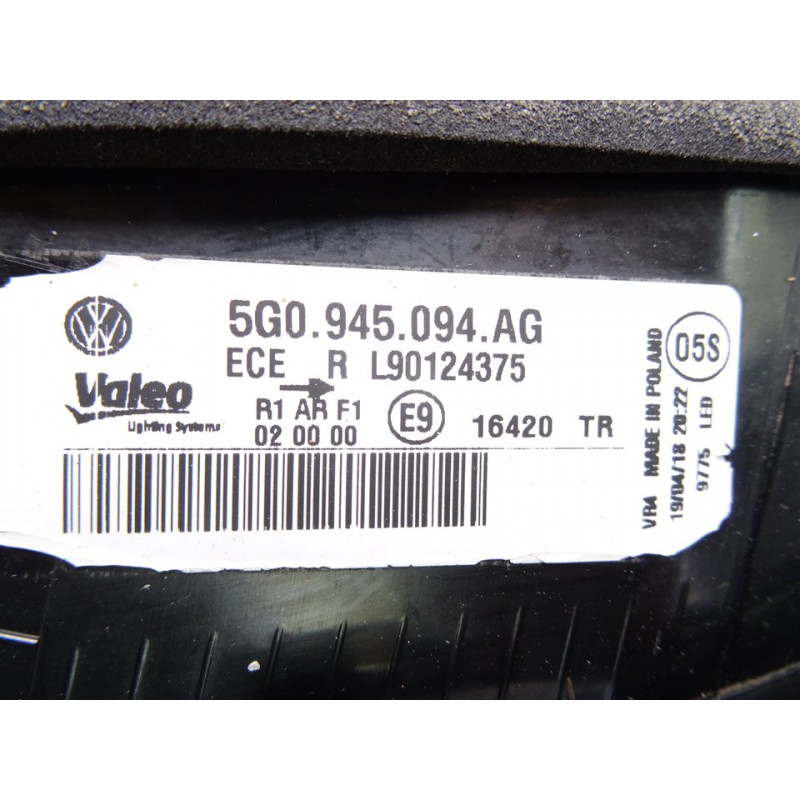 5G0.945.094.AG
ECE R L90124375
Valeo
Lighting Systems
R1 AR F1
02 00 00
E9
16420 TR
VR4 MADE IN POLAND
19/04/18 20:22
9775 LED
05S